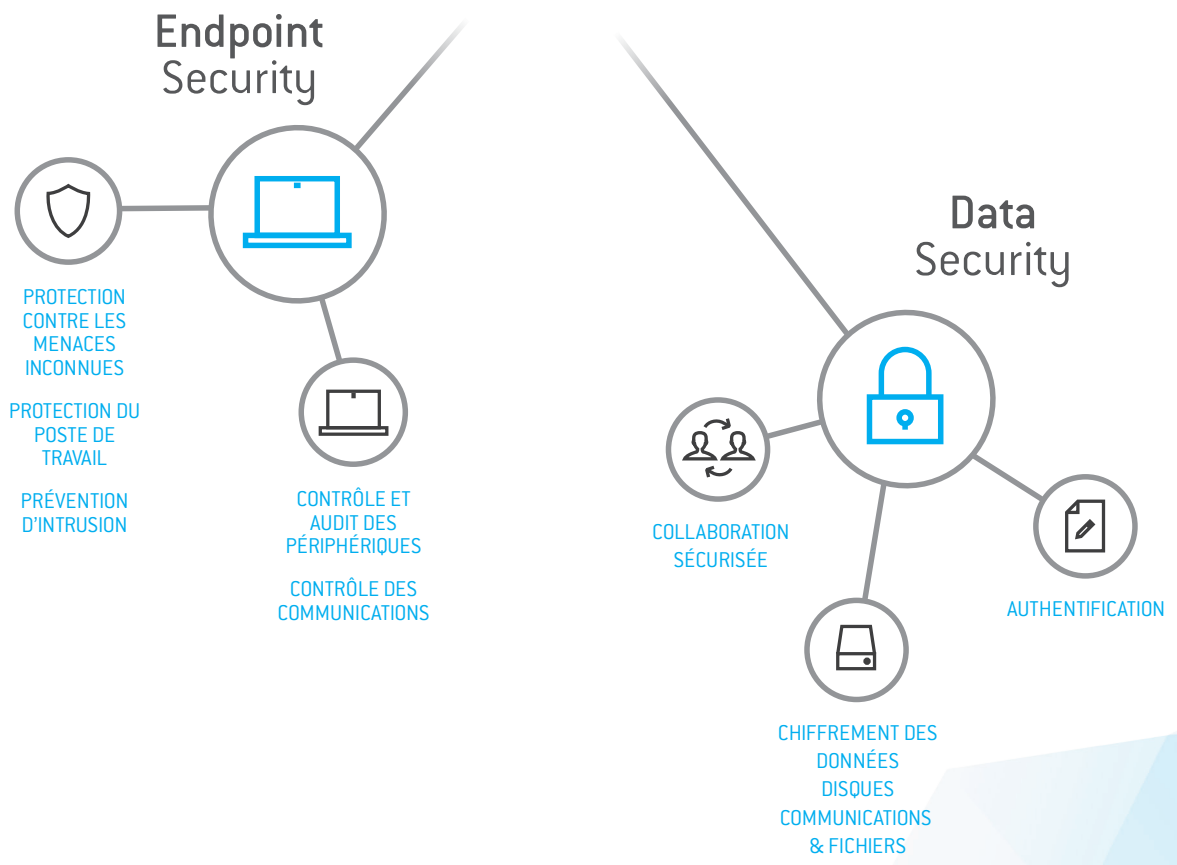 Endpoint
Security
PROTECTION
CONTRE LES
MENACES
INCONNUES
PROTECTION DU
POSTE DE
TRAVAIL
PRÉVENTION
D'INTRUSION
CONTRÔLE ET
AUDIT DES
PÉRIPHÉRIQUES
CONTRÔLE DES
COMMUNICATIONS
Data
Security
COLLABORATION
SÉCURISÉE
CHIFFREMENT DES
DONNÉES
DISQUES
COMMUNICATIONS
& FICHIERS
AUTHENTIFICATION